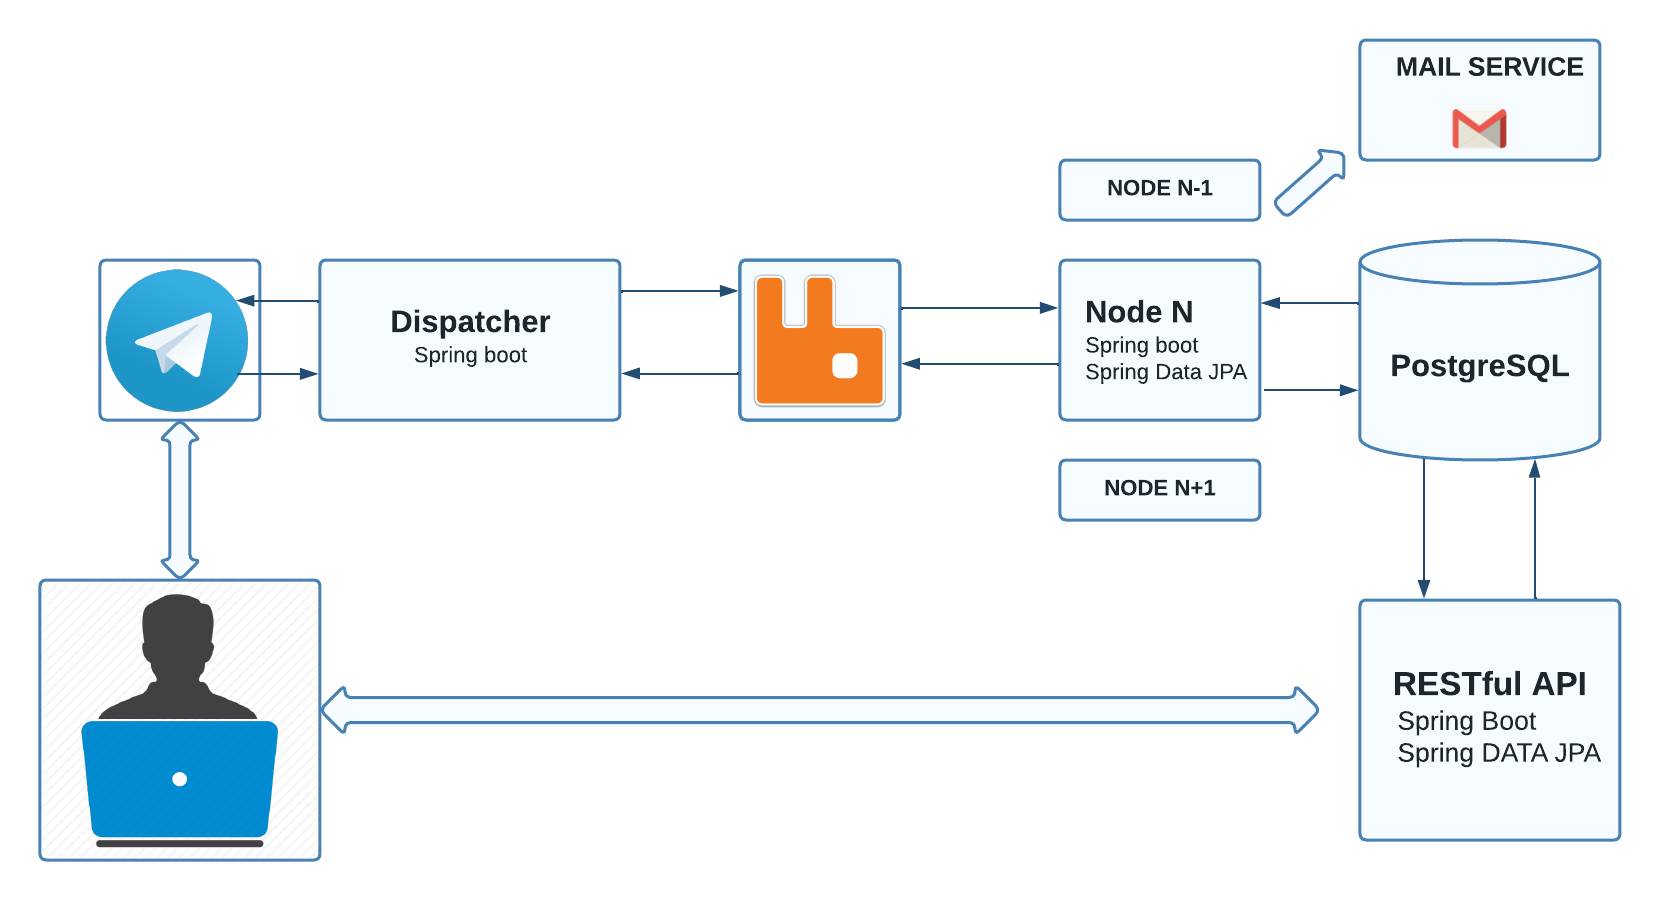 MAIL SERVICE
NODE N-1
Dispatcher
Spring boot
Node N
Spring boot
Spring Data JPA
PostgreSQL
NODE N+1
RESTful API
Spring Boot
Spring DATA JPA